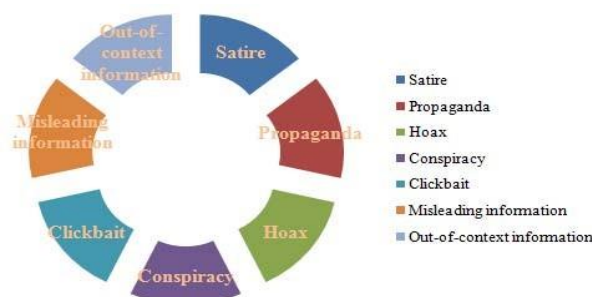 Out-of-
context
information
Satire
Misleading
information
Propaganda
Clickbait
Hoax
Conspiracy
Satire
Propaganda
Hoax
Conspiracy
Clickbait
Misleading information
Out-of-context information